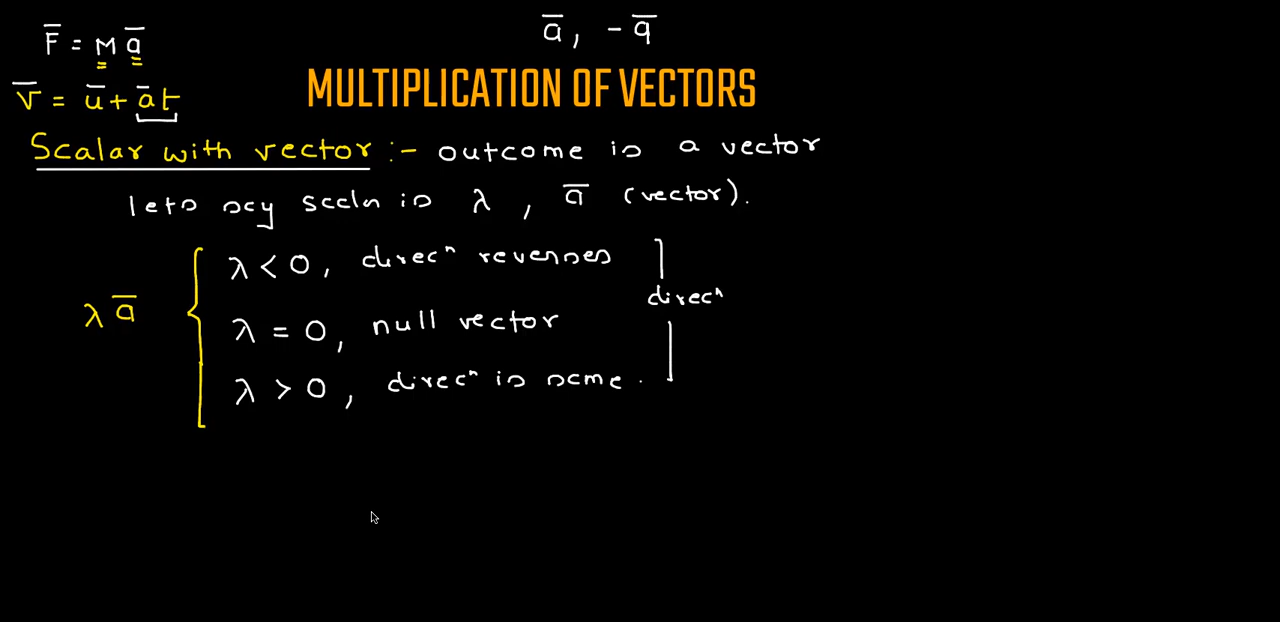 F̅ = M a̅
a̅, - a̅
MULTIPLICATION OF VECTORS
V̅ = u̅ + a̅t
Scalar with vector :- outcome is a vector
lets say scalar is λ , a̅ (vector).
λ a̅
λ < 0, direcⁿ reverses
direcⁿ
λ = 0, null vector
λ > 0, direcⁿ is same.